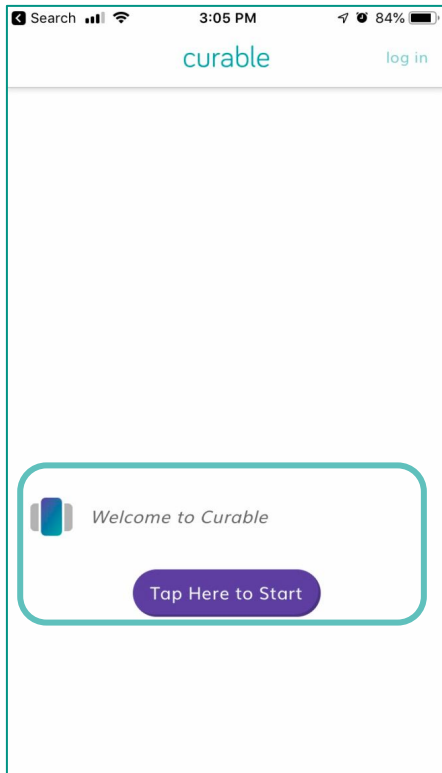 Search 3:05 PM 84%
curable log in
Welcome to Curable
Tap Here to Start